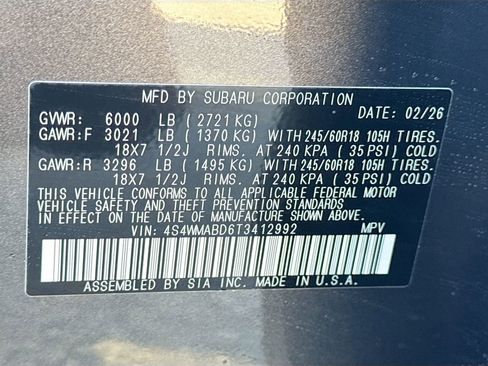 MFD BY SUBARU CORPORATION
DATE: 02/26
GVWR: 6000 LB ( 2721 KG)
GAWR:F 3021 LB ( 1370 KG) WITH 245/60R18 105H TIRES.
18X7 1/2J RIMS. AT 240 KPA ( 35 PSI) COLD
GAWR:R 3296 LB ( 1495 KG) WITH 245/60R18 105H TIRES.
18X7 1/2J RIMS. AT 240 KPA ( 35 PSI) COLD
THIS VEHICLE CONFORMS TO ALL APPLICABLE FEDERAL MOTOR
VEHICLE SAFETY AND THEFT PREVENTION STANDARDS
IN EFFECT ON THE DATE OF MANUFACTURE SHOWN ABOVE.
VIN: 4S4WMABD6T3412992 MPV
ASSEMBLED BY SIA INC. MADE IN U.S.A.